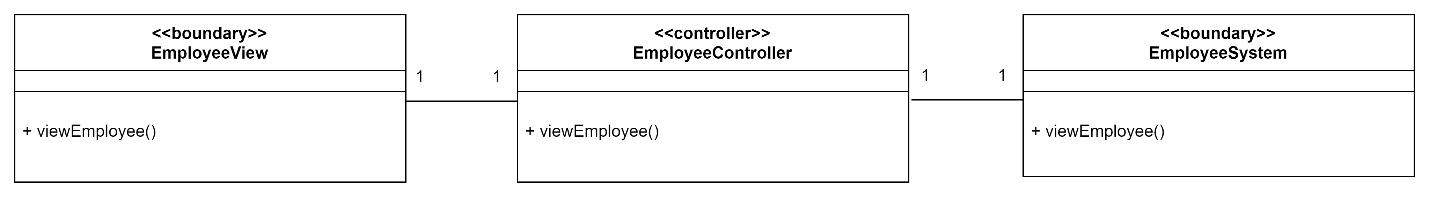 <<boundary>>
EmployeeView
+ viewEmployee()
1
1
<<controller>>
EmployeeController
+ viewEmployee()
1
1
<<boundary>>
EmployeeSystem
+ viewEmployee()